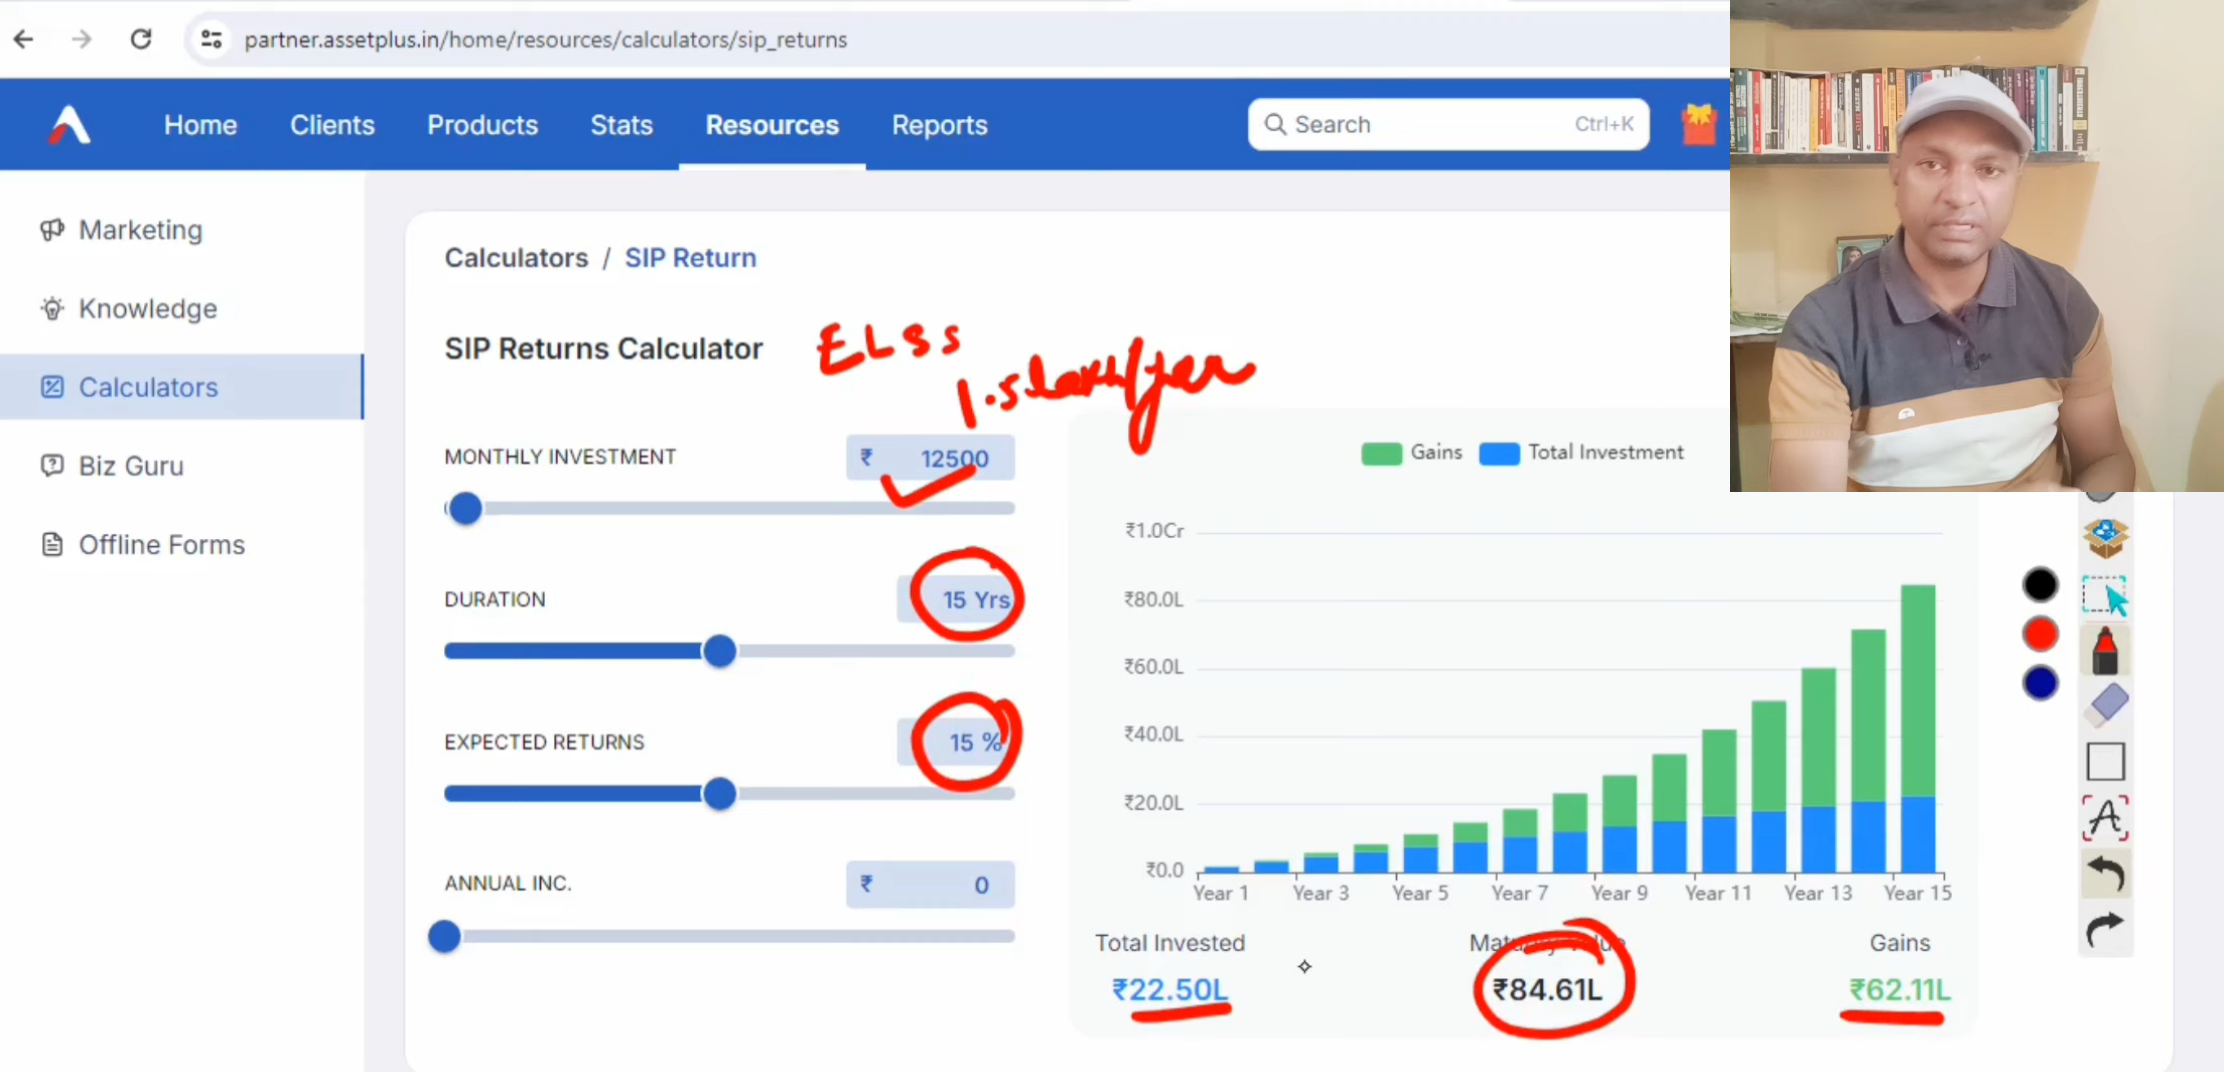 partner.assetplus.in/home/resources/calculators/sip_returns
Home Clients Products Stats Resources Reports Search Ctrl+K
Marketing
Knowledge
Calculators
Biz Guru
Offline Forms
Calculators / SIP Return
SIP Returns Calculator
ELSS
MONTHLY INVESTMENT ₹ 12500
DURATION 15 Yrs
EXPECTED RETURNS 15 %
ANNUAL INC. ₹ 0
Gains Total Investment
₹1.0Cr
₹80.0L
₹60.0L
₹40.0L
₹20.0L
₹0.0
Year 1 Year 3 Year 5 Year 7 Year 9 Year 11 Year 13 Year 15
Total Invested Maturity Value Gains
₹22.50L ₹84.61L ₹62.11L